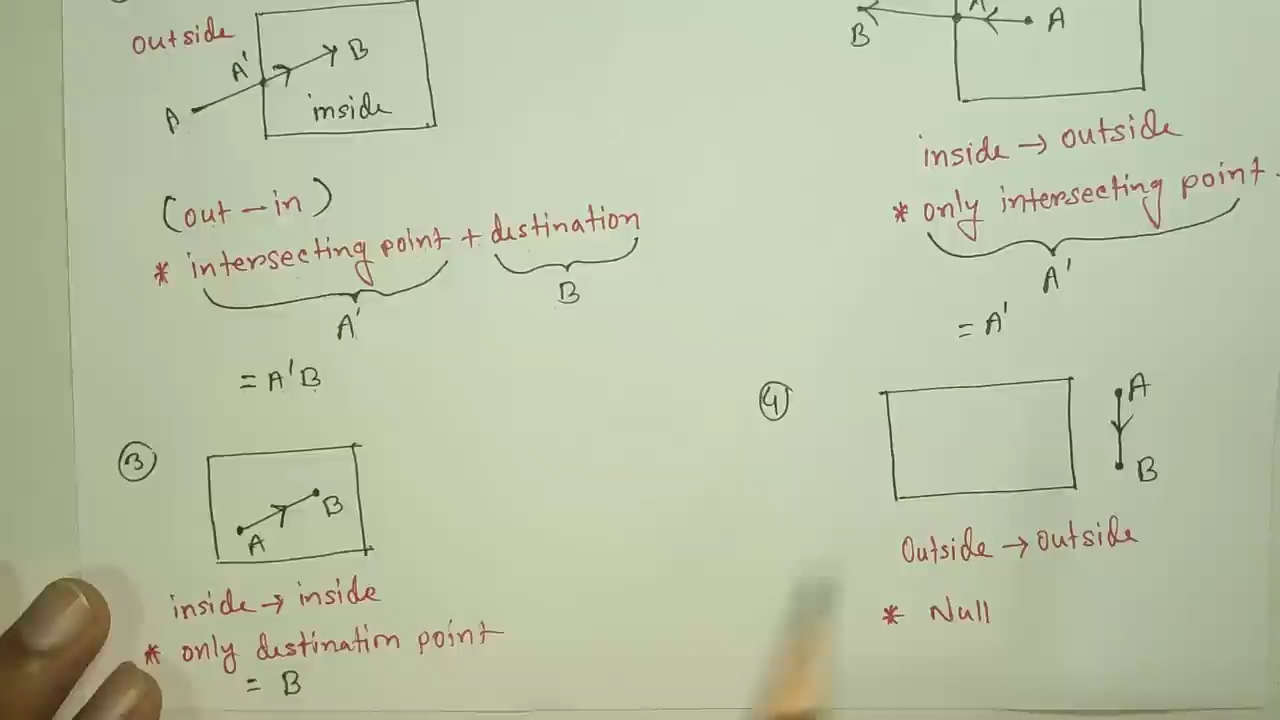 outside
A'
B
A
inside
(out-in)
* intersecting point + destination
A'
B
= A'B
B
A
inside → outside
* only intersecting point.
A'
= A'
③
A
B
inside → inside
* only destination point
= B
④
A
B
Outside → outside
* Null